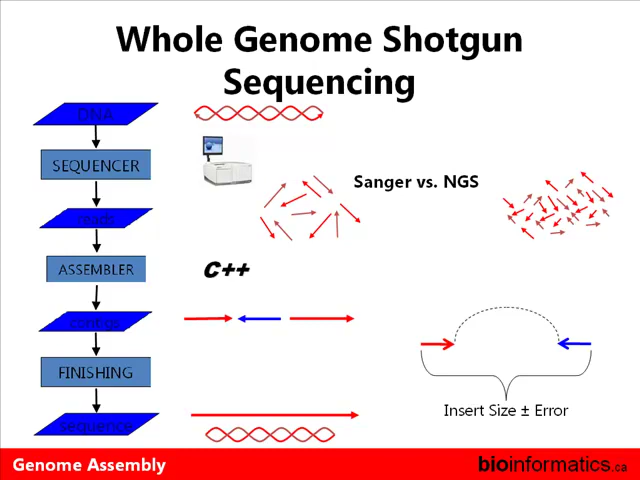 Whole Genome Shotgun
Sequencing
DNA
SEQUENCER
Sanger vs. NGS
reads
ASSEMBLER
C++
contigs
FINISHING
Insert Size ± Error
sequence
Genome Assembly
bioinformatics.ca